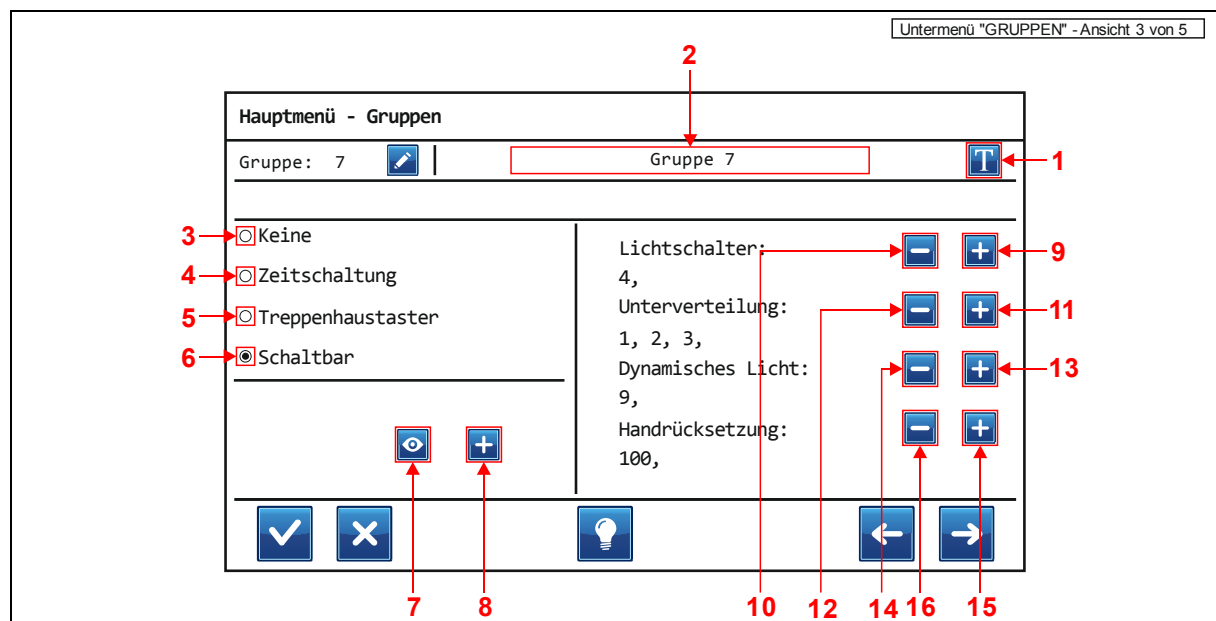 Untermenü "GRUPPEN" - Ansicht 3 von 5
2
Hauptmenü - Gruppen
Gruppe: 7
Gruppe 7
T
1
3
Keine
4
Zeitschaltung
5
Treppenhaustaster
6
Schaltbar
Lichtschalter:
9
4,
Unterverteilung:
11
1, 2, 3,
Dynamisches Licht:
13
9,
Handrücksetzung:
100,
7
8
10
12
14
16
15